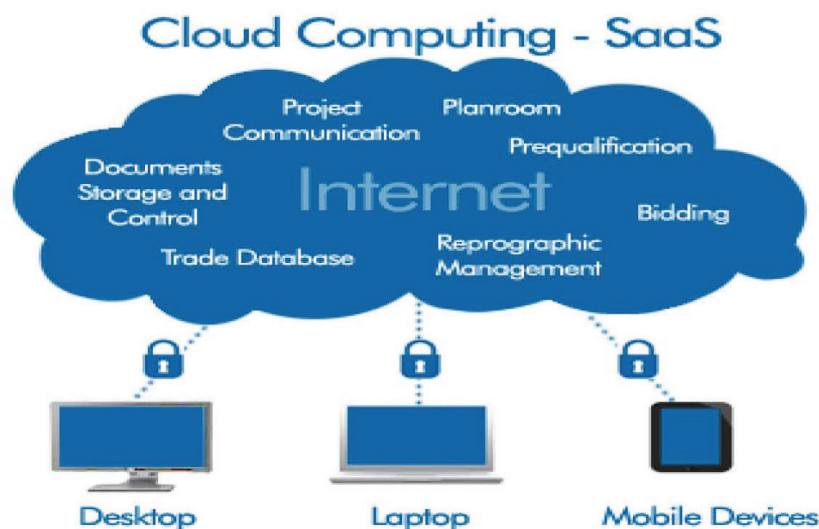 Cloud Computing - SaaS
Project
Communication
Planroom
Prequalification
Documents
Storage and
Control
Internet
Bidding
Trade Database
Reprographic
Management
Desktop
Laptop
Mobile Devices